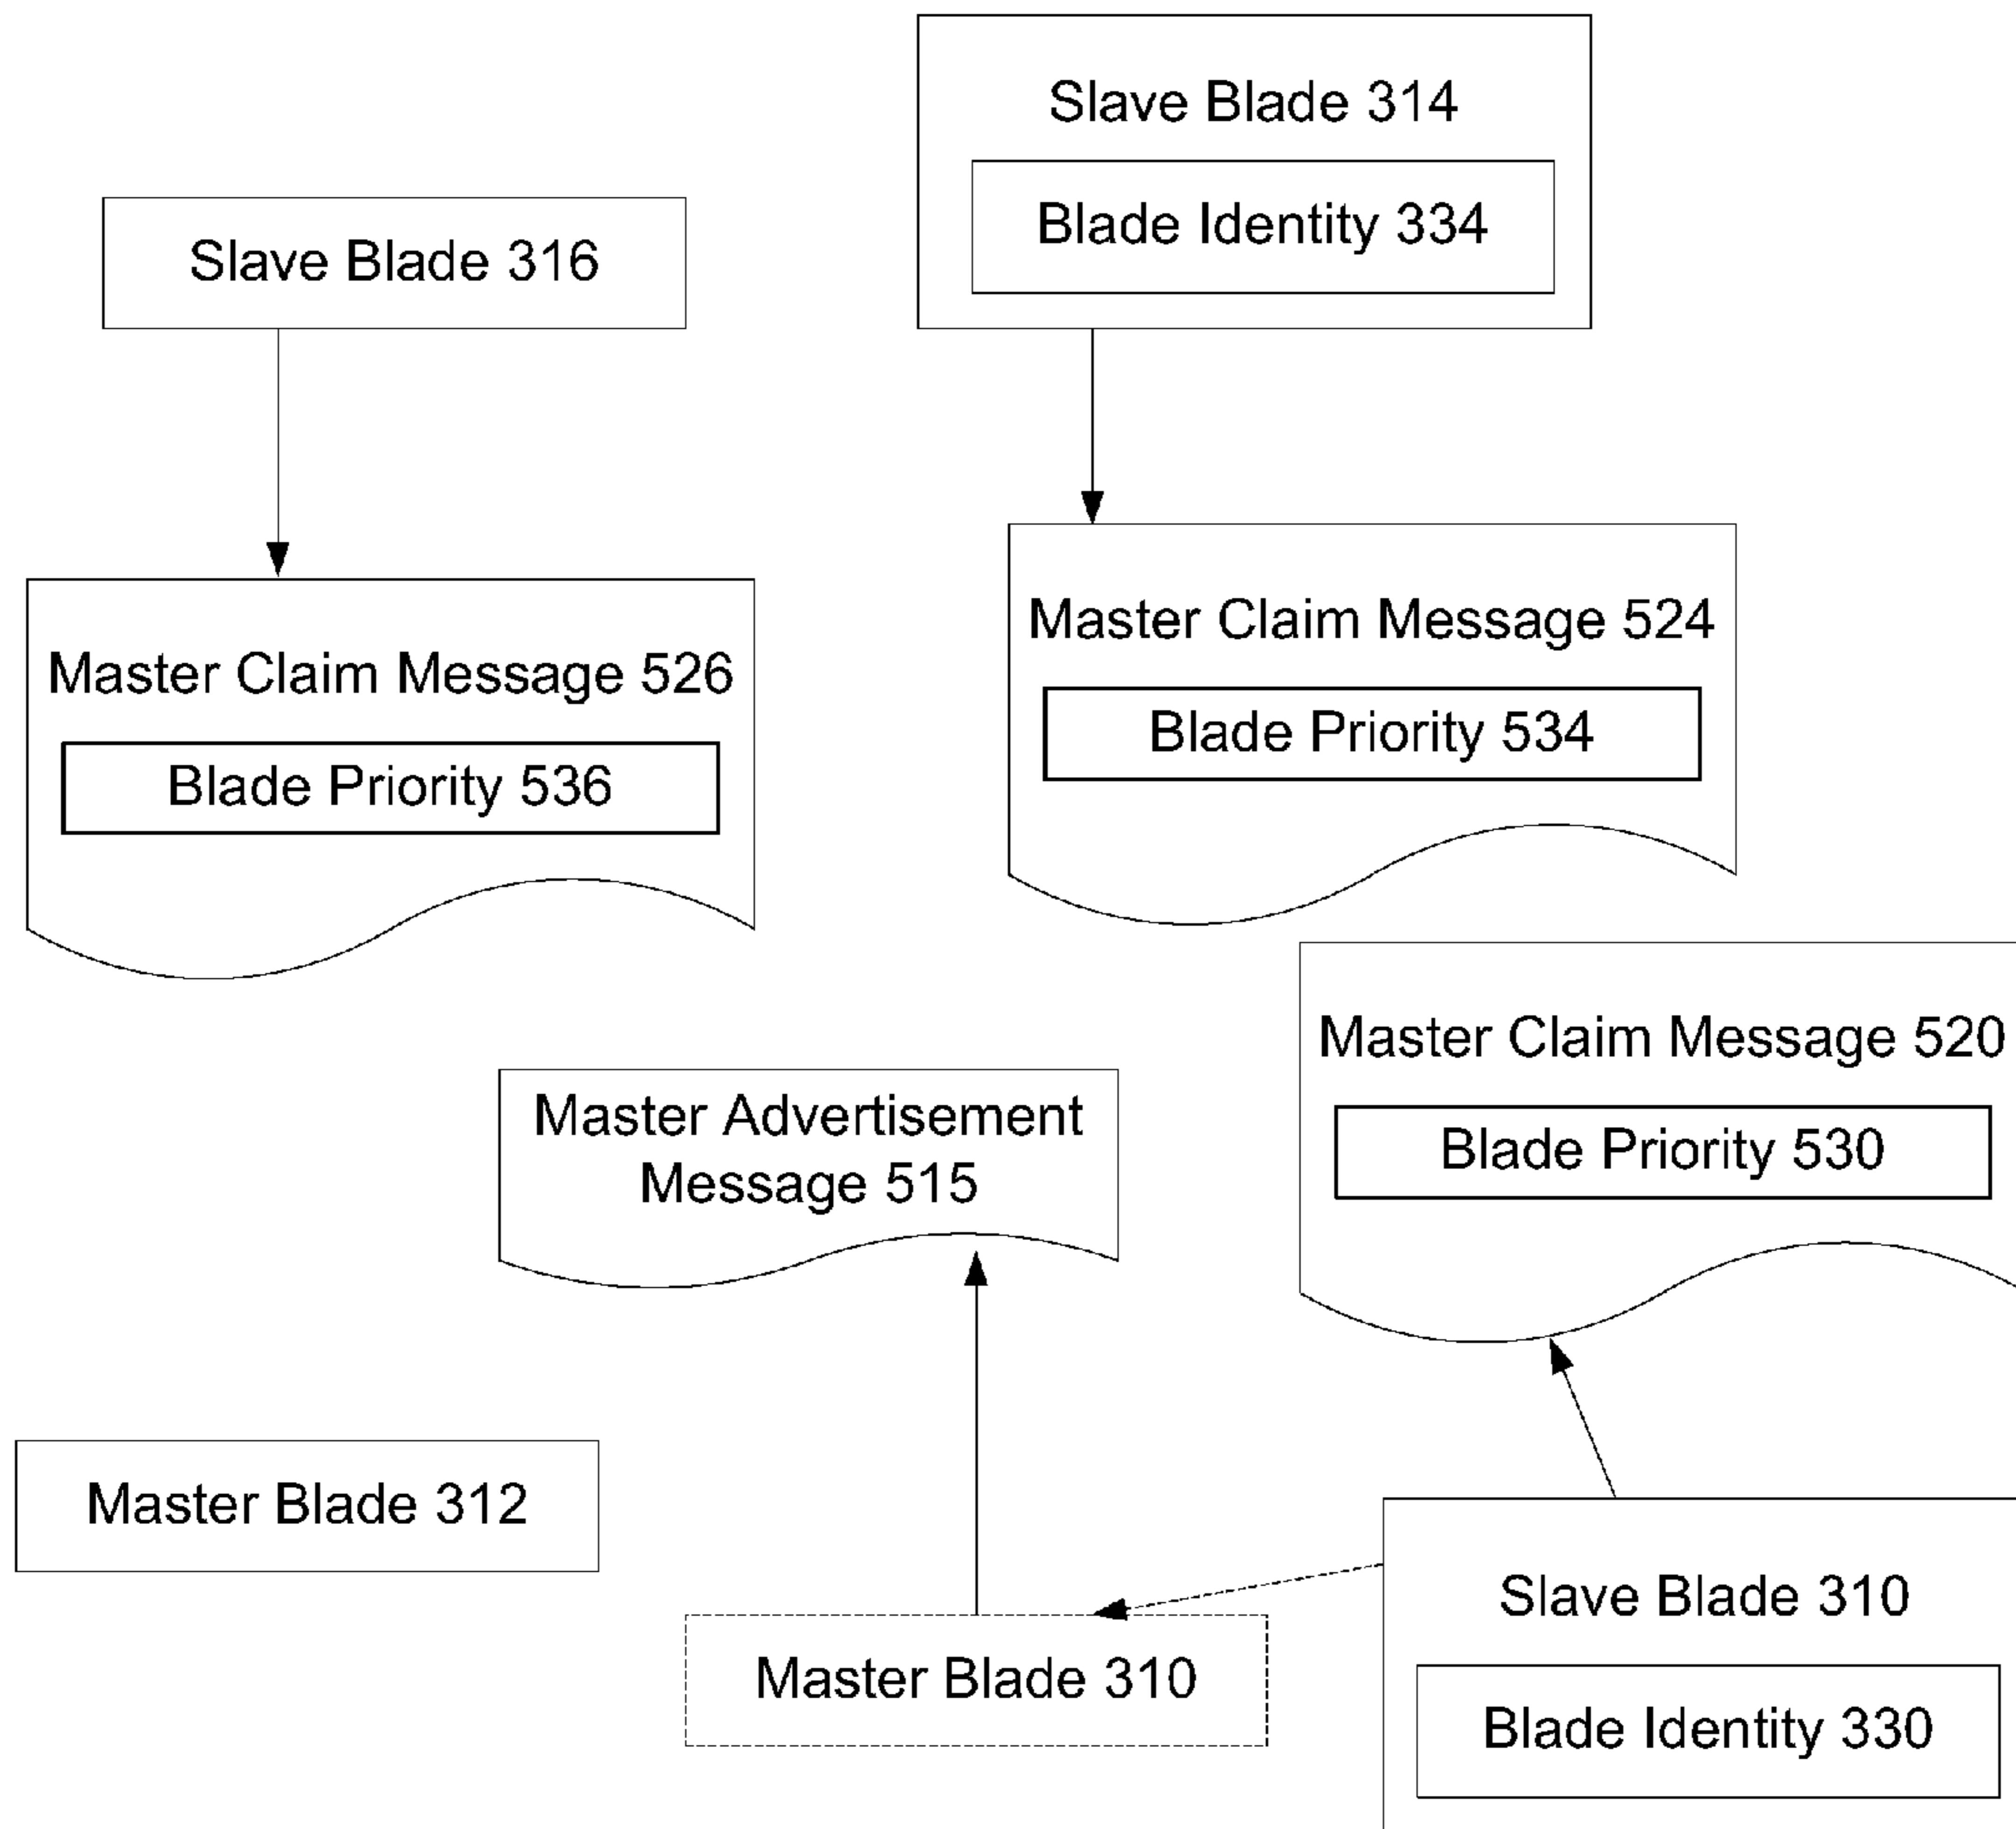 Slave Blade 314
Blade Identity 334
Slave Blade 316
Master Claim Message 524
Blade Priority 534
Master Claim Message 526
Blade Priority 536
Master Claim Message 520
Blade Priority 530
Master Advertisement
Message 515
Master Blade 312
Slave Blade 310
Blade Identity 330
Master Blade 310